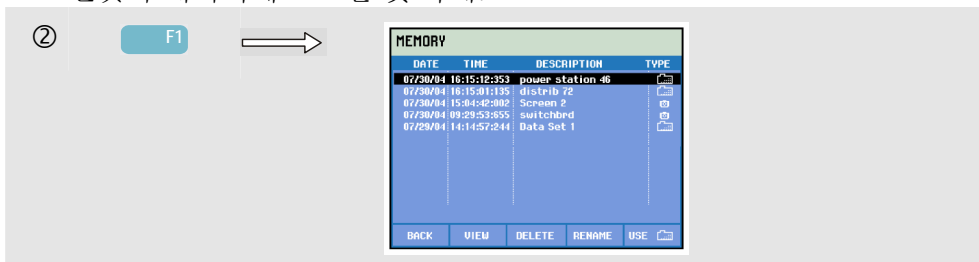 ② F1
MEMORY
DATE TIME DESCRIPTION TYPE
07/30/04 16:15:12:353 power station 46
07/30/04 16:15:01:135 distrib 72
07/30/04 15:04:42:002 Screen 2
07/30/04 09:29:53:655 switchbrd
07/29/04 14:14:57:244 Data Set 1
BACK VIEW DELETE RENAME USE